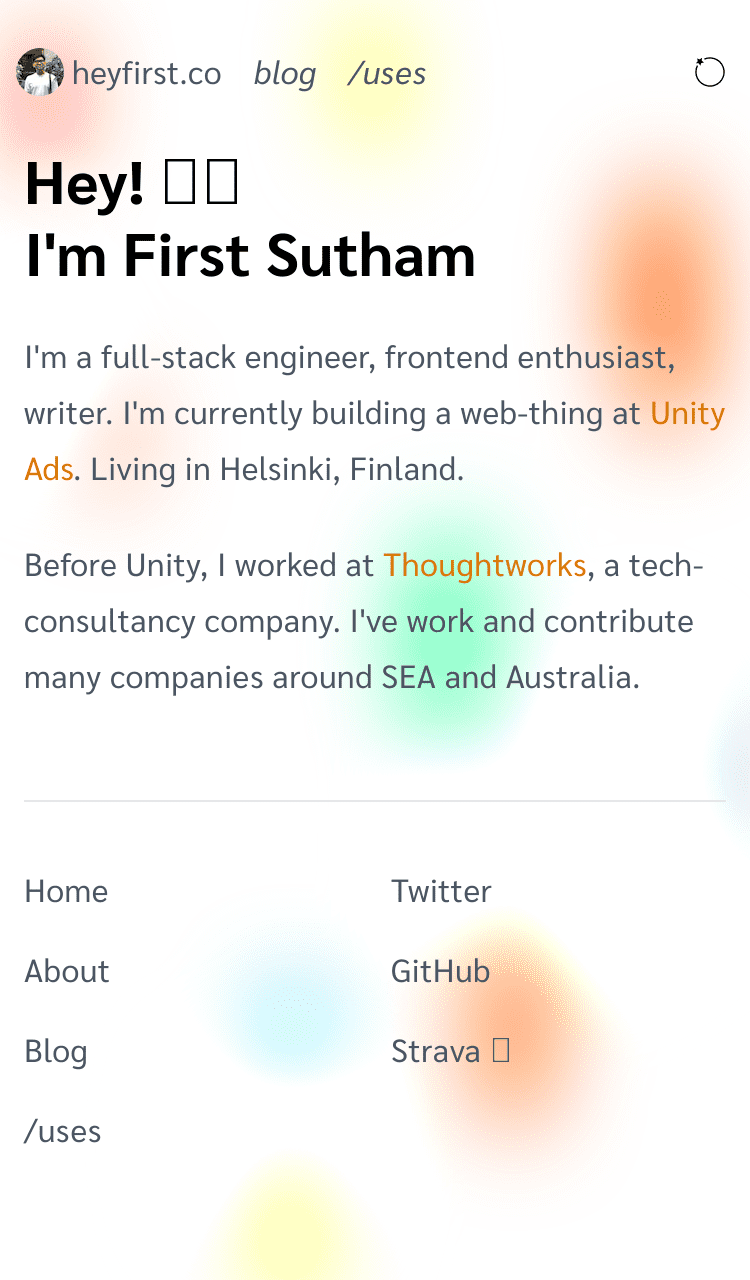 heyfirst.co blog /uses
Hey!
I'm First Sutham
I'm a full-stack engineer, frontend enthusiast,
writer. I'm currently building a web-thing at Unity
Ads. Living in Helsinki, Finland.
Before Unity, I worked at Thoughtworks, a tech-
consultancy company. I've work and contribute
many companies around SEA and Australia.
Home
About
Blog
/uses
Twitter
GitHub
Strava